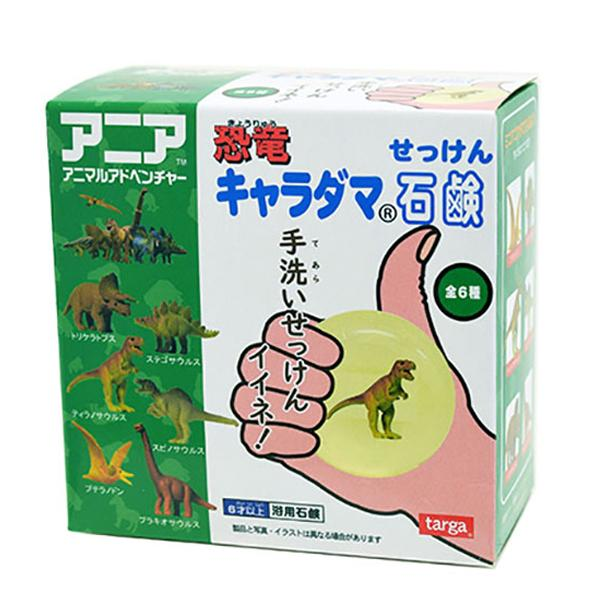 アニア™
アニマルアドベンチャー
トリケラトプス
ステゴサウルス
ティラノサウルス
スピノサウルス
プテラノドン
ブラキオサウルス
きょうりゅう
恐竜
キャラダマ®石鹸
せっけん
手洗いせっけん
てあら
イイネ!
全6種
6才以上
浴用石鹸
製品と写真・イラストは異なる場合があります
targa